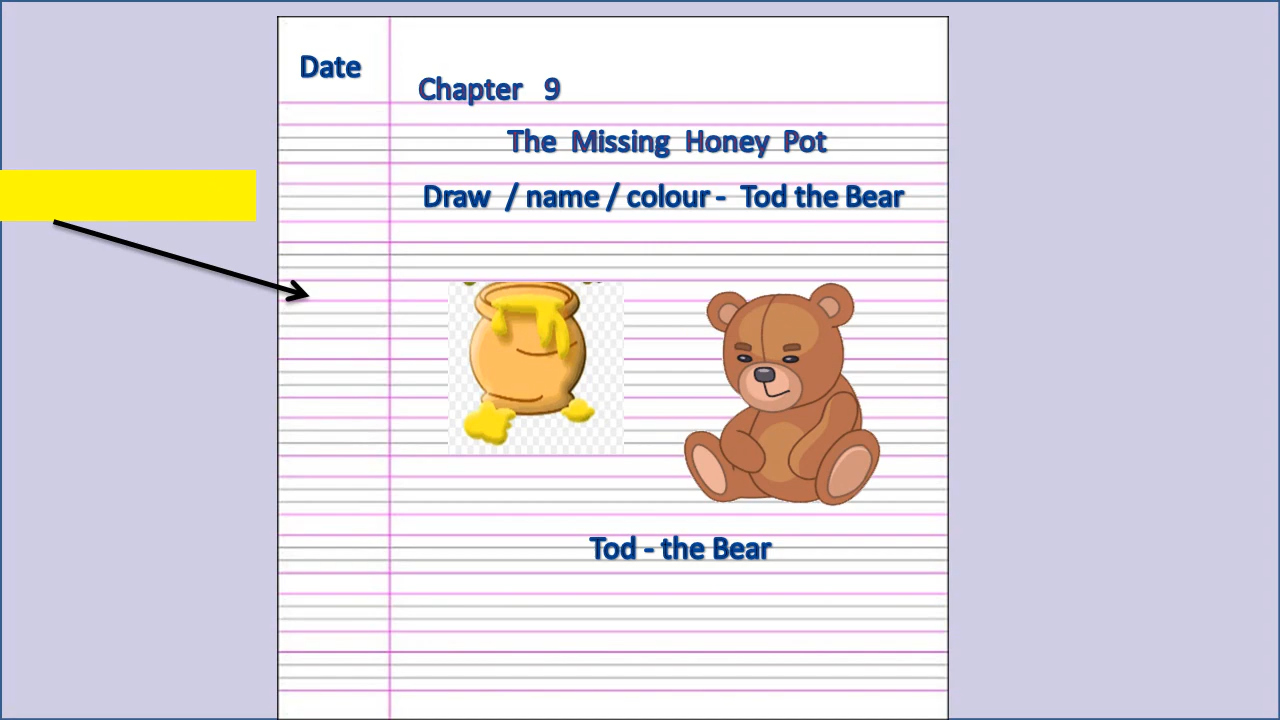 Date
Chapter 9
The Missing Honey Pot
Draw / name / colour - Tod the Bear
Tod - the Bear